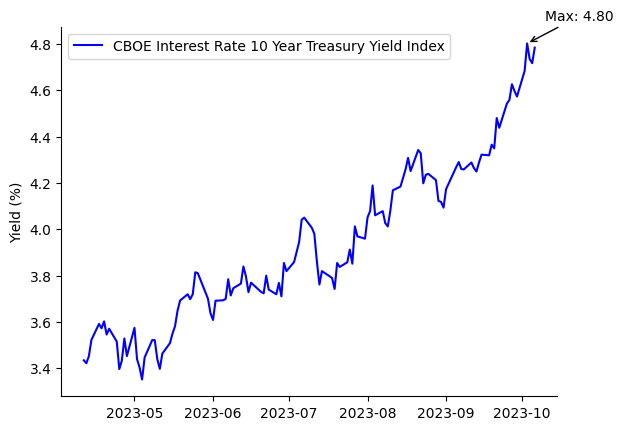 Max: 4.80
CBOE Interest Rate 10 Year Treasury Yield Index
Yield (%)
4.8
4.6
4.4
4.2
4.0
3.8
3.6
3.4
2023-05 2023-06 2023-07 2023-08 2023-09 2023-10